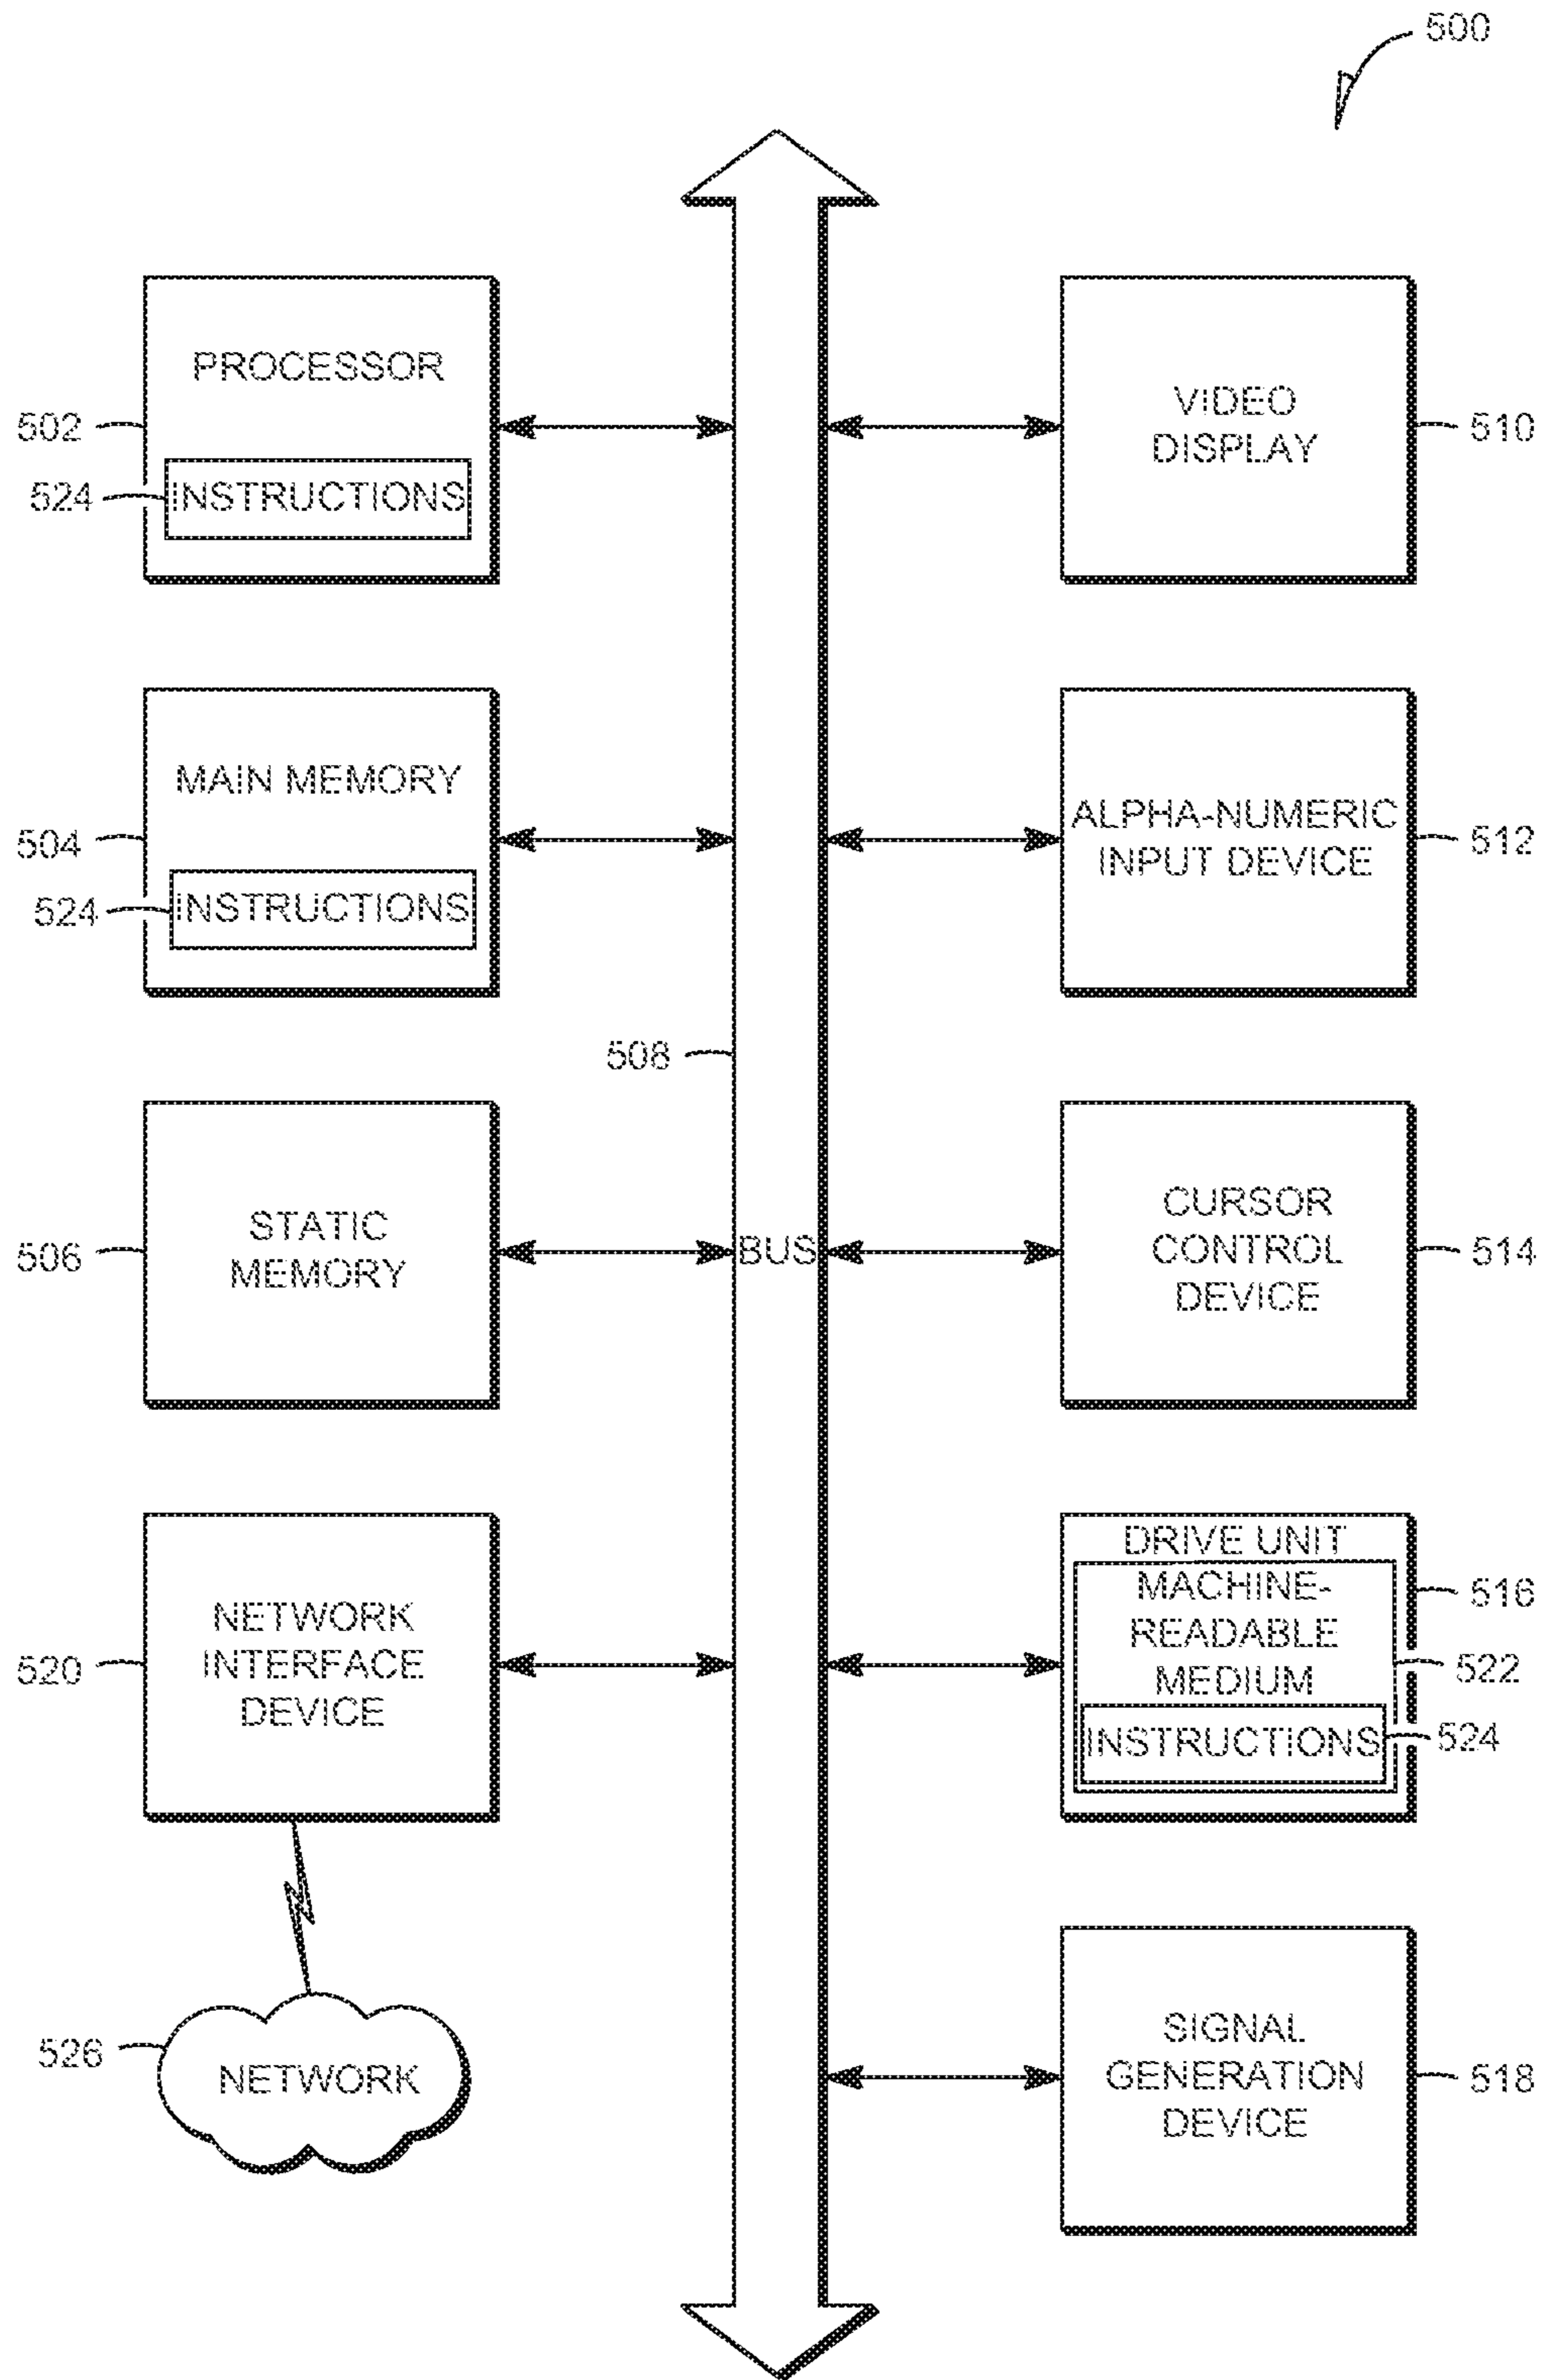 500
PROCESSOR
502
524
INSTRUCTIONS
VIDEO
DISPLAY
510
MAIN MEMORY
504
524
INSTRUCTIONS
ALPHA-NUMERIC
INPUT DEVICE
512
508
BUS
STATIC
MEMORY
506
CURSOR
CONTROL
DEVICE
514
NETWORK
INTERFACE
DEVICE
520
DRIVE UNIT
MACHINE-
READABLE
MEDIUM
INSTRUCTIONS
516
522
524
526
NETWORK
SIGNAL
GENERATION
DEVICE
518